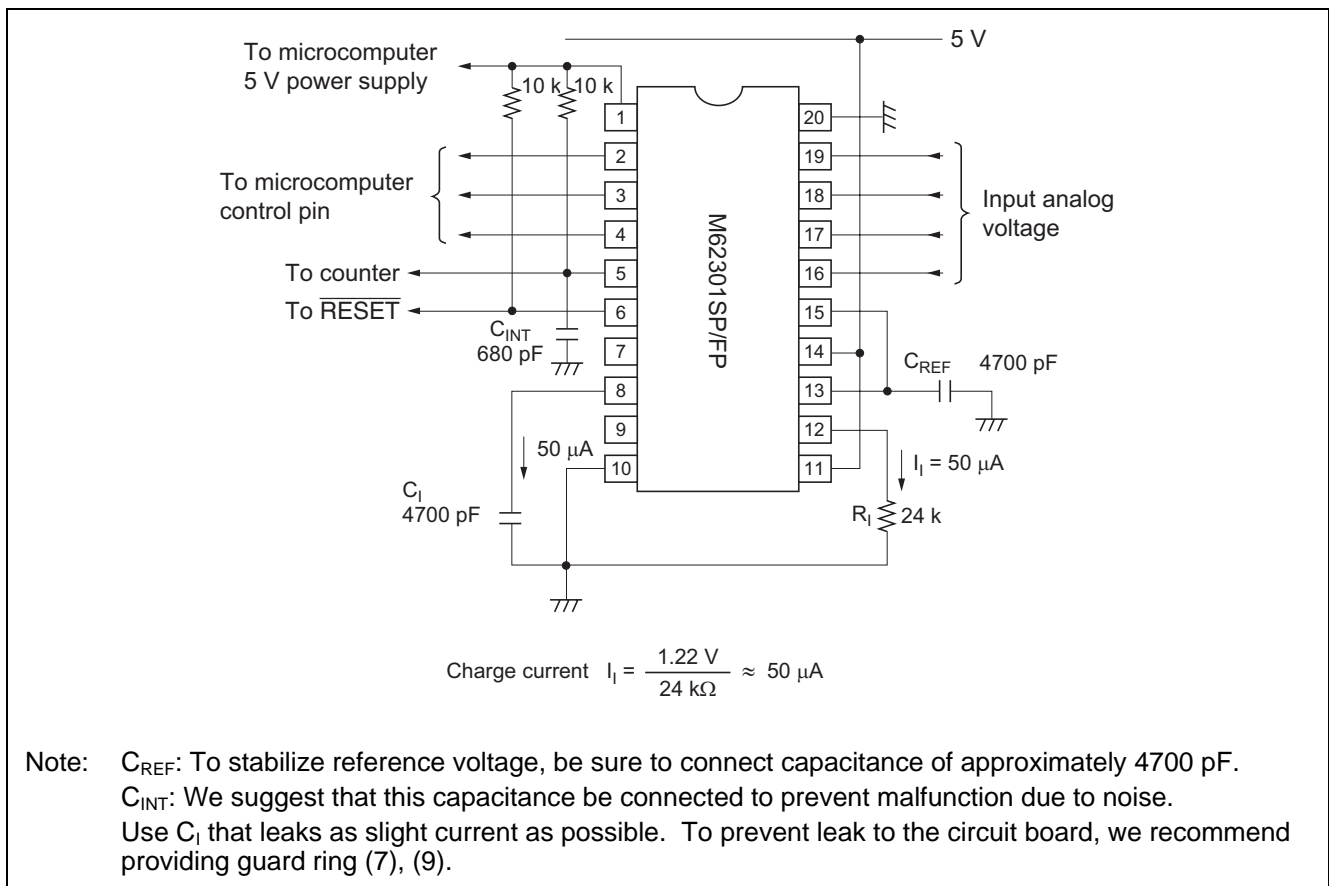 5 V
To microcomputer
5 V power supply
10 k 10 k
1
20
2
19
To microcomputer
control pin
3
18
Input analog
voltage
4
17
To counter
5
16
To RESET
6
15
M62301SP/FP
C_INT
680 pF
7
14
C_REF 4700 pF
8
13
9
12
50 μA
I_I = 50 μA
10
11
C_I
4700 pF
R_I 24 k
Charge current I_I = 1.22 V / 24 kΩ ≈ 50 μA
Note: C_REF: To stabilize reference voltage, be sure to connect capacitance of approximately 4700 pF.
C_INT: We suggest that this capacitance be connected to prevent malfunction due to noise.
Use C_I that leaks as slight current as possible. To prevent leak to the circuit board, we recommend
providing guard ring (7), (9).